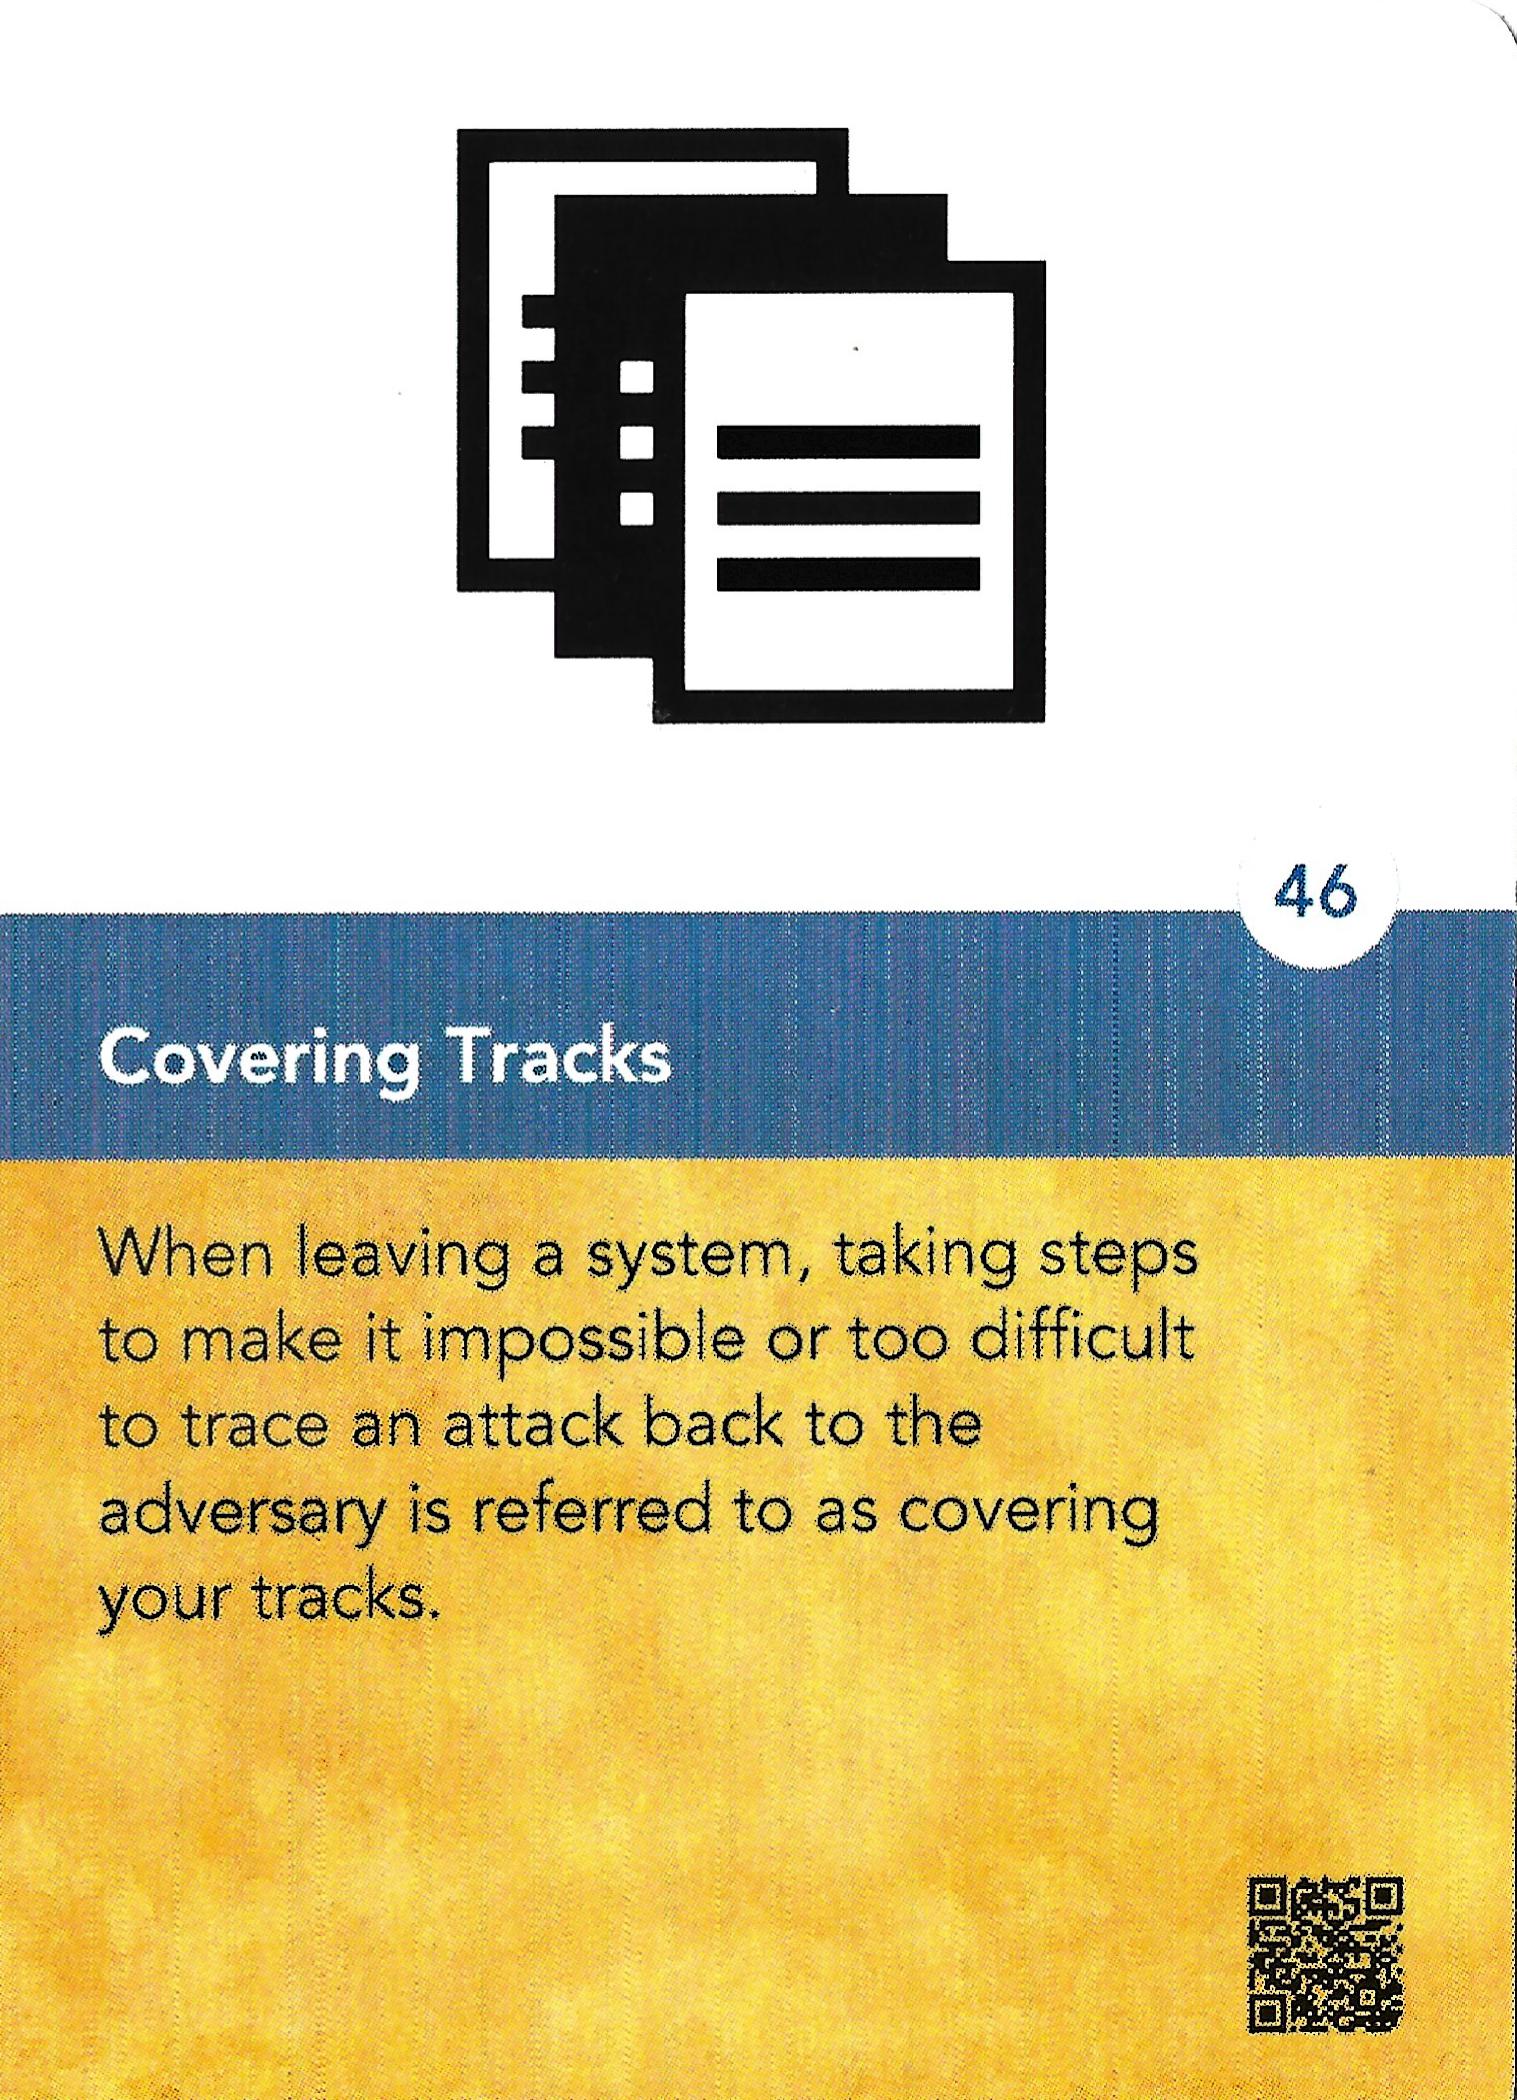 46
Covering Tracks
When leaving a system, taking steps
to make it impossible or too difficult
to trace an attack back to the
adversary is referred to as covering
your tracks.